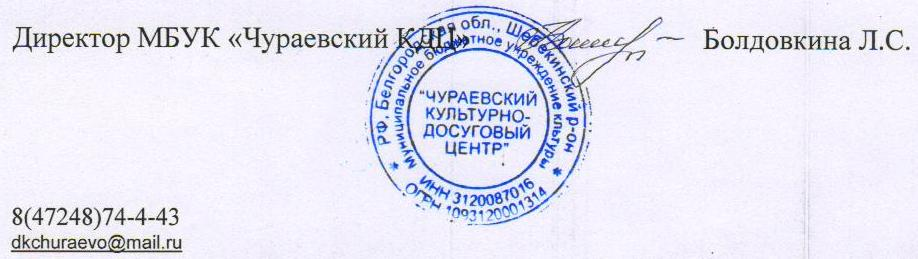 Директор МБУК «Чураевский КДЦ» Болдовкина Л.С.
РФ, Белгородская обл., Шебекинский р-он
Муниципальное бюджетное учреждение культуры
"ЧУРАЕВСКИЙ
КУЛЬТУРНО-
ДОСУГОВЫЙ
ЦЕНТР"
ИНН 3120087016
ОГРН 1093120001314
8(47248)74-4-43
dkchuraevo@mail.ru